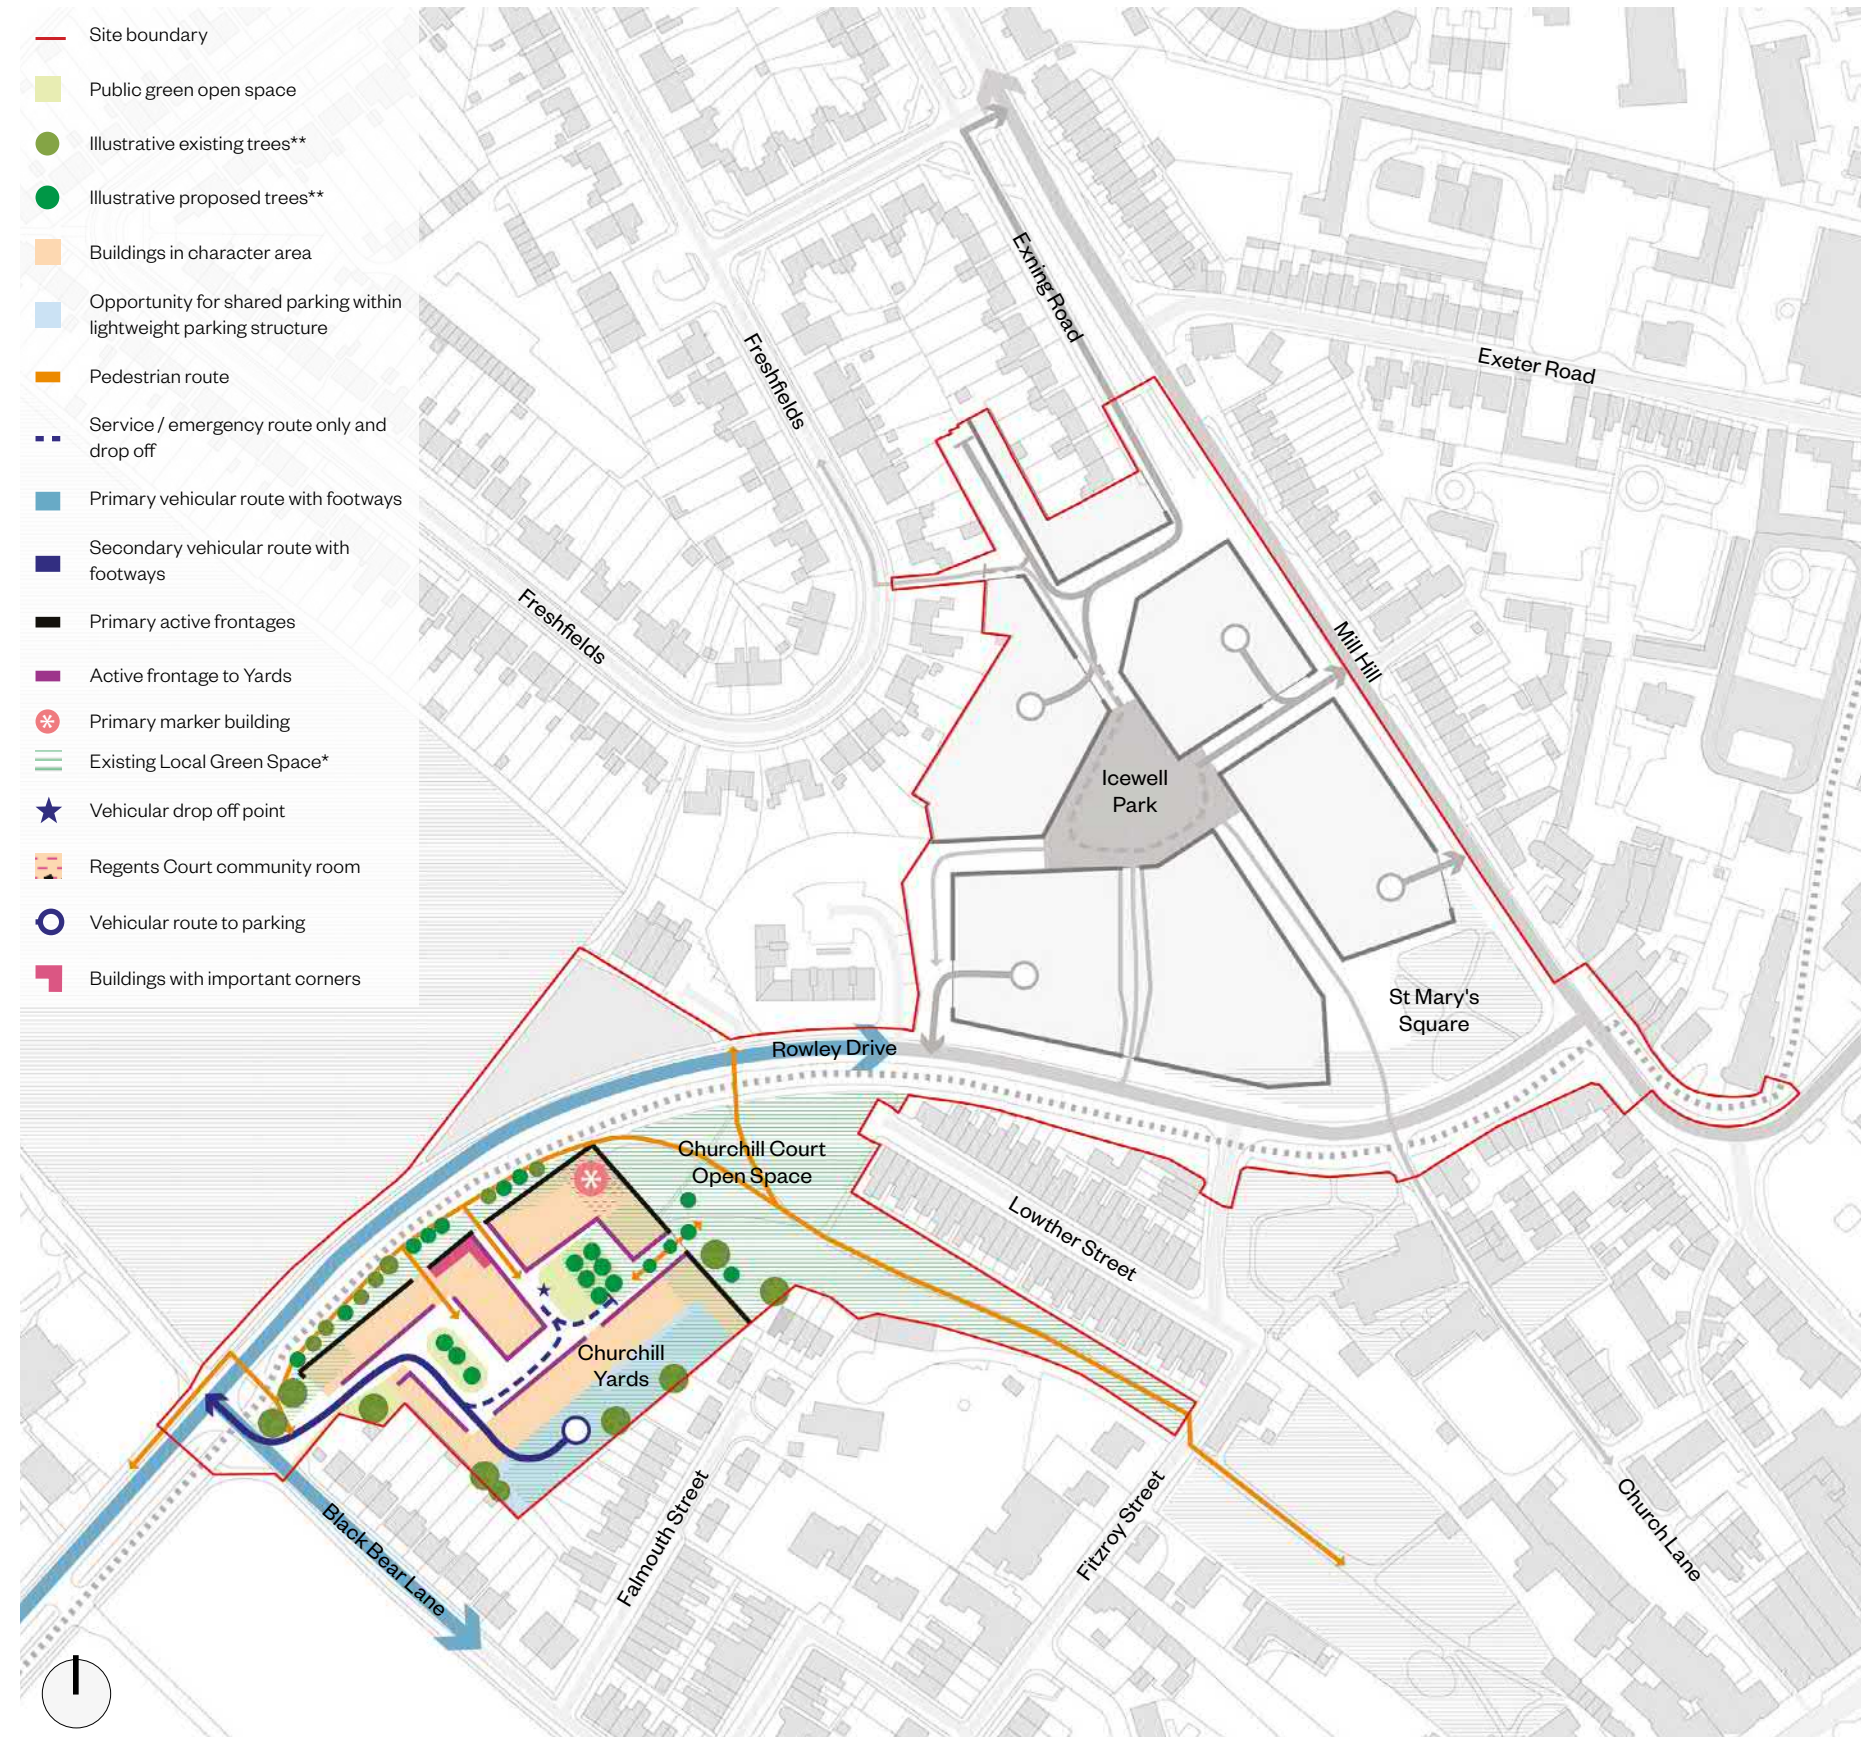 Site boundary
Public green open space
Illustrative existing trees**
Illustrative proposed trees**
Buildings in character area
Opportunity for shared parking within
lightweight parking structure
Pedestrian route
Service / emergency route only and
drop off
Primary vehicular route with footways
Secondary vehicular route with
footways
Primary active frontages
Active frontage to Yards
Primary marker building
Existing Local Green Space*
Vehicular drop off point
Regents Court community room
Vehicular route to parking
Buildings with important corners
Exning Road
Freshfields
Exeter Road
Freshfields
Mill Hill
Icewell
Park
St Mary's
Square
Rowley Drive
Churchill Court
Open Space
Lowther Street
Churchill
Yards
Black Bear Lane
Falmouth Street
Fitzroy Street
Church Lane